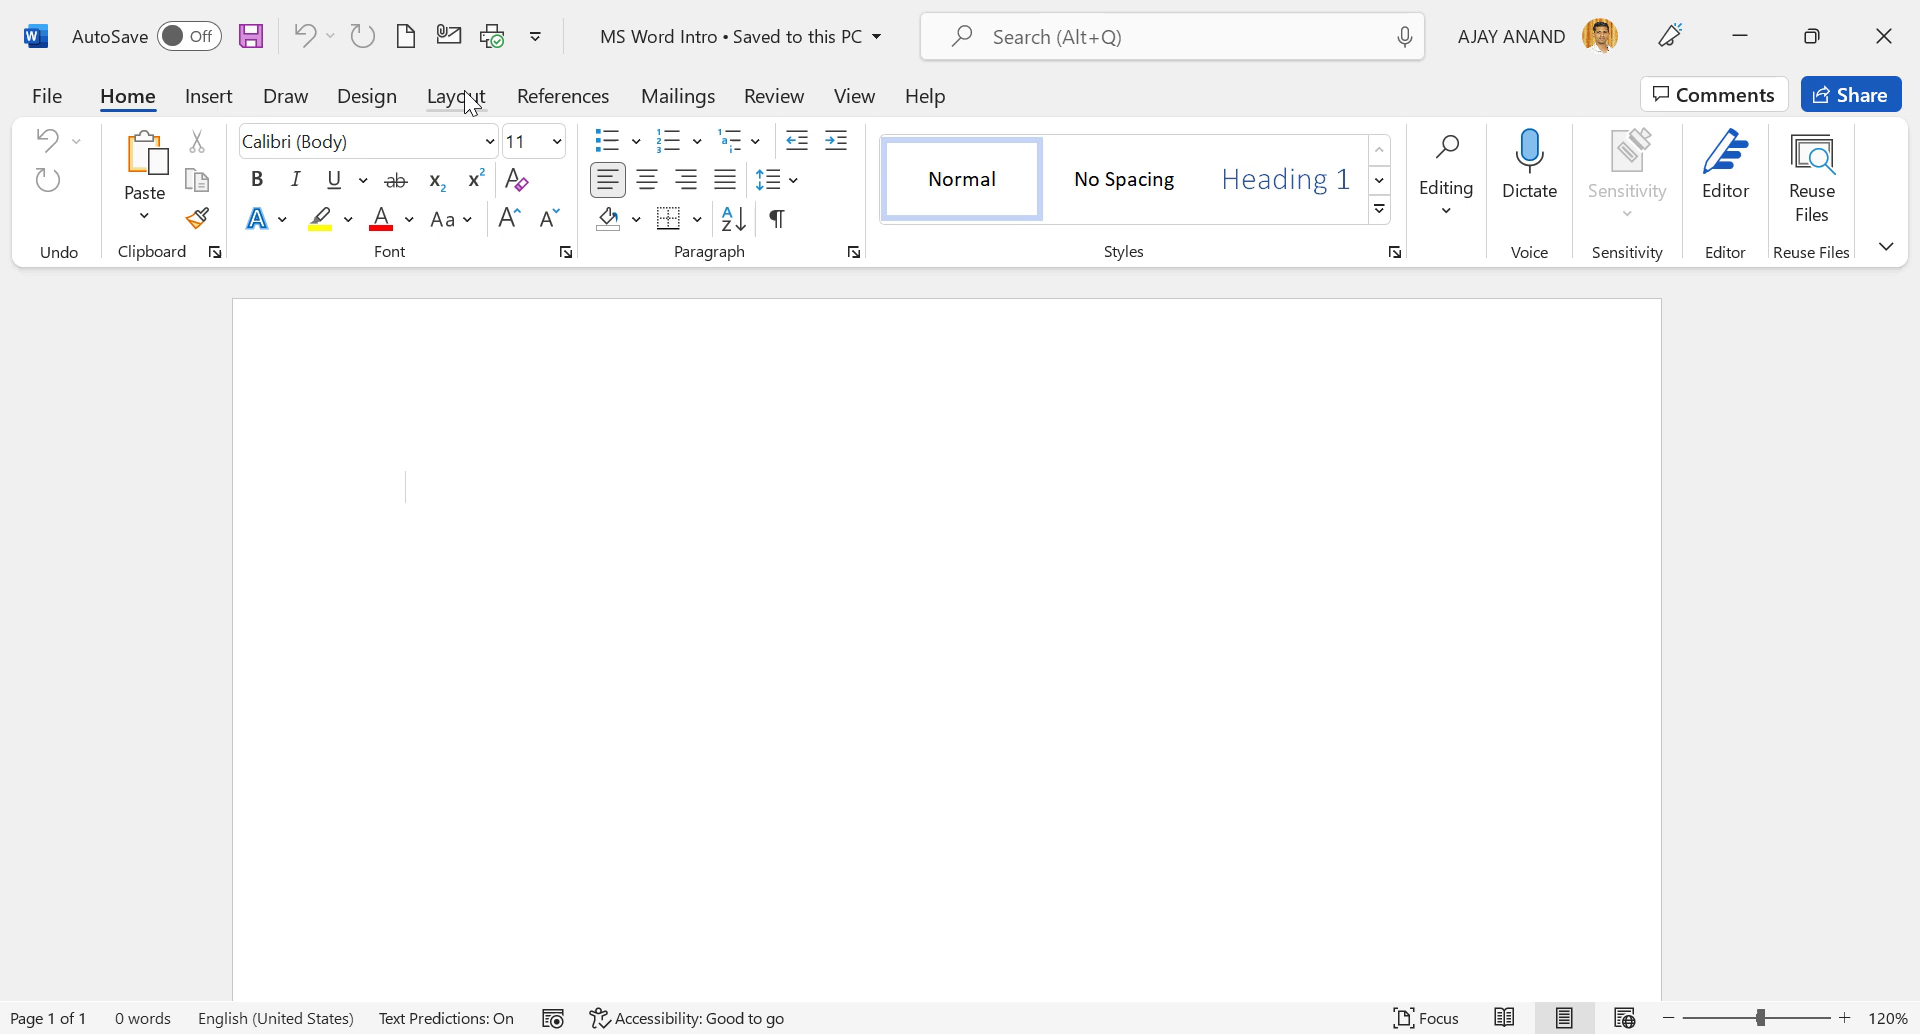 AutoSave Off MS Word Intro • Saved to this PC Search (Alt+Q) AJAY ANAND
File Home Insert Draw Design Layout References Mailings Review View Help Comments Share
Calibri (Body) 11
Paste
Normal No Spacing Heading 1
Editing Dictate Sensitivity Editor Reuse Files
Undo Clipboard Font Paragraph Styles Voice Sensitivity Editor Reuse Files
Page 1 of 1 0 words English (United States) Text Predictions: On Accessibility: Good to go Focus 120%